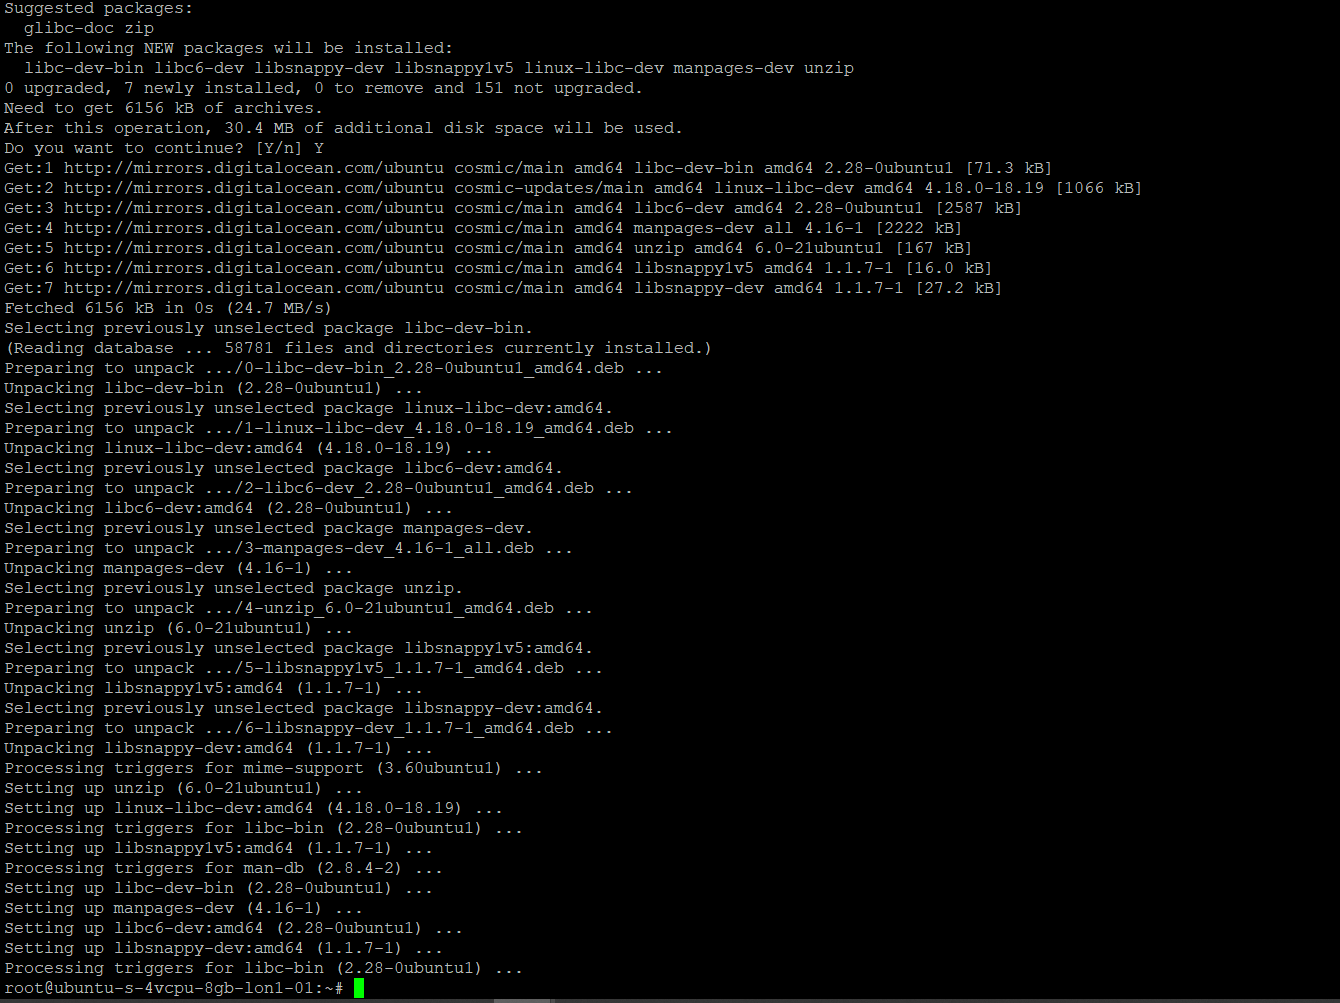 Suggested packages:
  glibc-doc zip
The following NEW packages will be installed:
  libc-dev-bin libc6-dev libsnappy-dev libsnappy1v5 linux-libc-dev manpages-dev unzip
0 upgraded, 7 newly installed, 0 to remove and 151 not upgraded.
Need to get 6156 kB of archives.
After this operation, 30.4 MB of additional disk space will be used.
Do you want to continue? [Y/n] Y
Get:1 http://mirrors.digitalocean.com/ubuntu cosmic/main amd64 libc-dev-bin amd64 2.28-0ubuntu1 [71.3 kB]
Get:2 http://mirrors.digitalocean.com/ubuntu cosmic-updates/main amd64 linux-libc-dev amd64 4.18.0-18.19 [1066 kB]
Get:3 http://mirrors.digitalocean.com/ubuntu cosmic/main amd64 libc6-dev amd64 2.28-0ubuntu1 [2587 kB]
Get:4 http://mirrors.digitalocean.com/ubuntu cosmic/main amd64 manpages-dev all 4.16-1 [2222 kB]
Get:5 http://mirrors.digitalocean.com/ubuntu cosmic/main amd64 unzip amd64 6.0-21ubuntu1 [167 kB]
Get:6 http://mirrors.digitalocean.com/ubuntu cosmic/main amd64 libsnappy1v5 amd64 1.1.7-1 [16.0 kB]
Get:7 http://mirrors.digitalocean.com/ubuntu cosmic/main amd64 libsnappy-dev amd64 1.1.7-1 [27.2 kB]
Fetched 6156 kB in 0s (24.7 MB/s)
Selecting previously unselected package libc-dev-bin.
(Reading database ... 58781 files and directories currently installed.)
Preparing to unpack .../0-libc-dev-bin_2.28-0ubuntu1_amd64.deb ...
Unpacking libc-dev-bin (2.28-0ubuntu1) ...
Selecting previously unselected package linux-libc-dev:amd64.
Preparing to unpack .../1-linux-libc-dev_4.18.0-18.19_amd64.deb ...
Unpacking linux-libc-dev:amd64 (4.18.0-18.19) ...
Selecting previously unselected package libc6-dev:amd64.
Preparing to unpack .../2-libc6-dev_2.28-0ubuntu1_amd64.deb ...
Unpacking libc6-dev:amd64 (2.28-0ubuntu1) ...
Selecting previously unselected package manpages-dev.
Preparing to unpack .../3-manpages-dev_4.16-1_all.deb ...
Unpacking manpages-dev (4.16-1) ...
Selecting previously unselected package unzip.
Preparing to unpack .../4-unzip_6.0-21ubuntu1_amd64.deb ...
Unpacking unzip (6.0-21ubuntu1) ...
Selecting previously unselected package libsnappy1v5:amd64.
Preparing to unpack .../5-libsnappy1v5_1.1.7-1_amd64.deb ...
Unpacking libsnappy1v5:amd64 (1.1.7-1) ...
Selecting previously unselected package libsnappy-dev:amd64.
Preparing to unpack .../6-libsnappy-dev_1.1.7-1_amd64.deb ...
Unpacking libsnappy-dev:amd64 (1.1.7-1) ...
Processing triggers for mime-support (3.60ubuntu1) ...
Setting up unzip (6.0-21ubuntu1) ...
Setting up linux-libc-dev:amd64 (4.18.0-18.19) ...
Processing triggers for libc-bin (2.28-0ubuntu1) ...
Setting up libsnappy1v5:amd64 (1.1.7-1) ...
Processing triggers for man-db (2.8.4-2) ...
Setting up libc-dev-bin (2.28-0ubuntu1) ...
Setting up manpages-dev (4.16-1) ...
Setting up libc6-dev:amd64 (2.28-0ubuntu1) ...
Setting up libsnappy-dev:amd64 (1.1.7-1) ...
Processing triggers for libc-bin (2.28-0ubuntu1) ...
root@ubuntu-s-4vcpu-8gb-lon1-01:~#